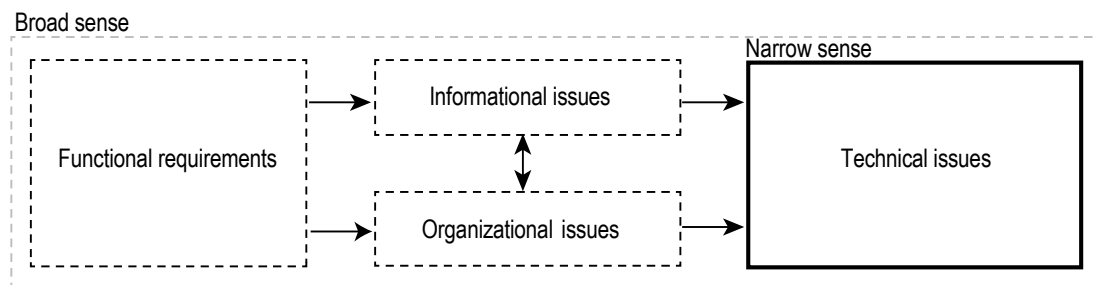 Broad sense
Narrow sense
Functional requirements
Informational issues
Technical issues
Organizational issues